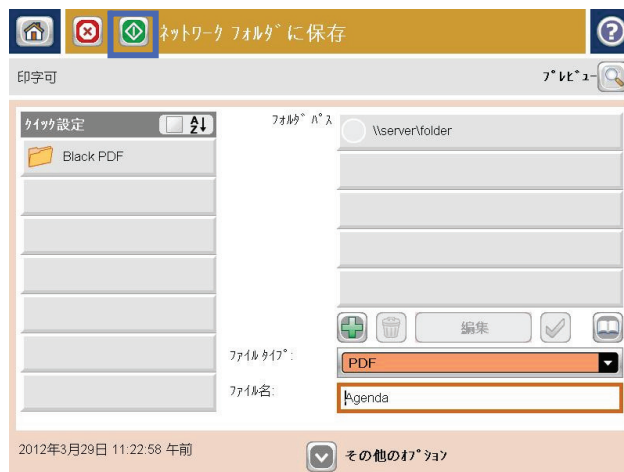 ﾈｯﾄﾜｰｸ ﾌｫﾙﾀﾞに保存
印字可
ﾌﾟﾚﾋﾞｭｰ
ｸｲｯｸ設定
ﾌｫﾙﾀﾞ ﾊﾟｽ
\\server\folder
Black PDF
編集
ﾌｧｲﾙ ﾀｲﾌﾟ:
PDF
ﾌｧｲﾙ名:
Agenda
2012年3月29日 11:22:58 午前
その他のｵﾌﾟｼｮﾝ